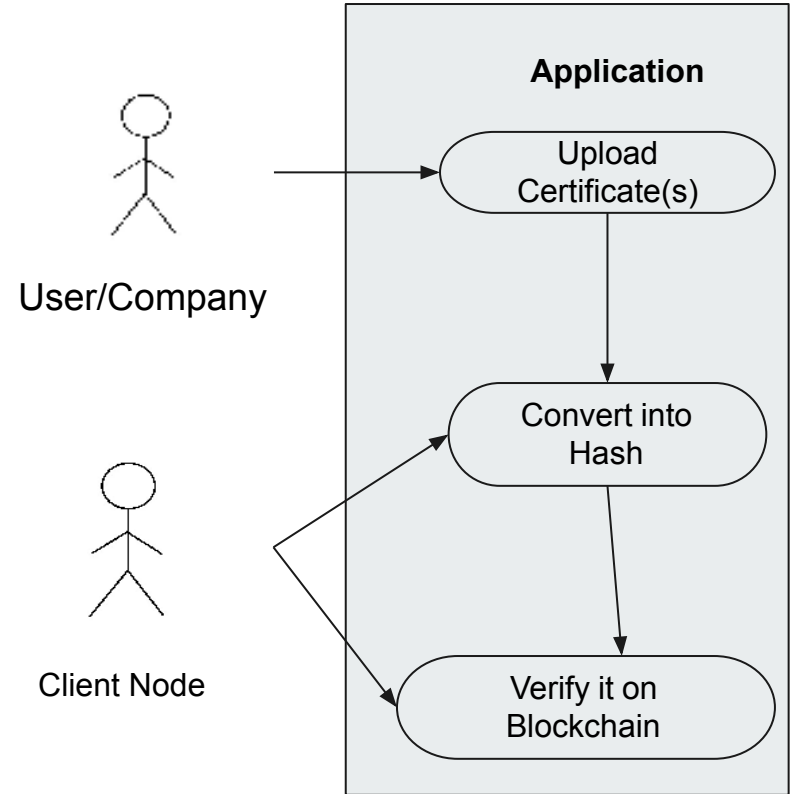 Application
Upload
Certificate(s)
User/Company
Convert into
Hash
Client Node
Verify it on
Blockchain